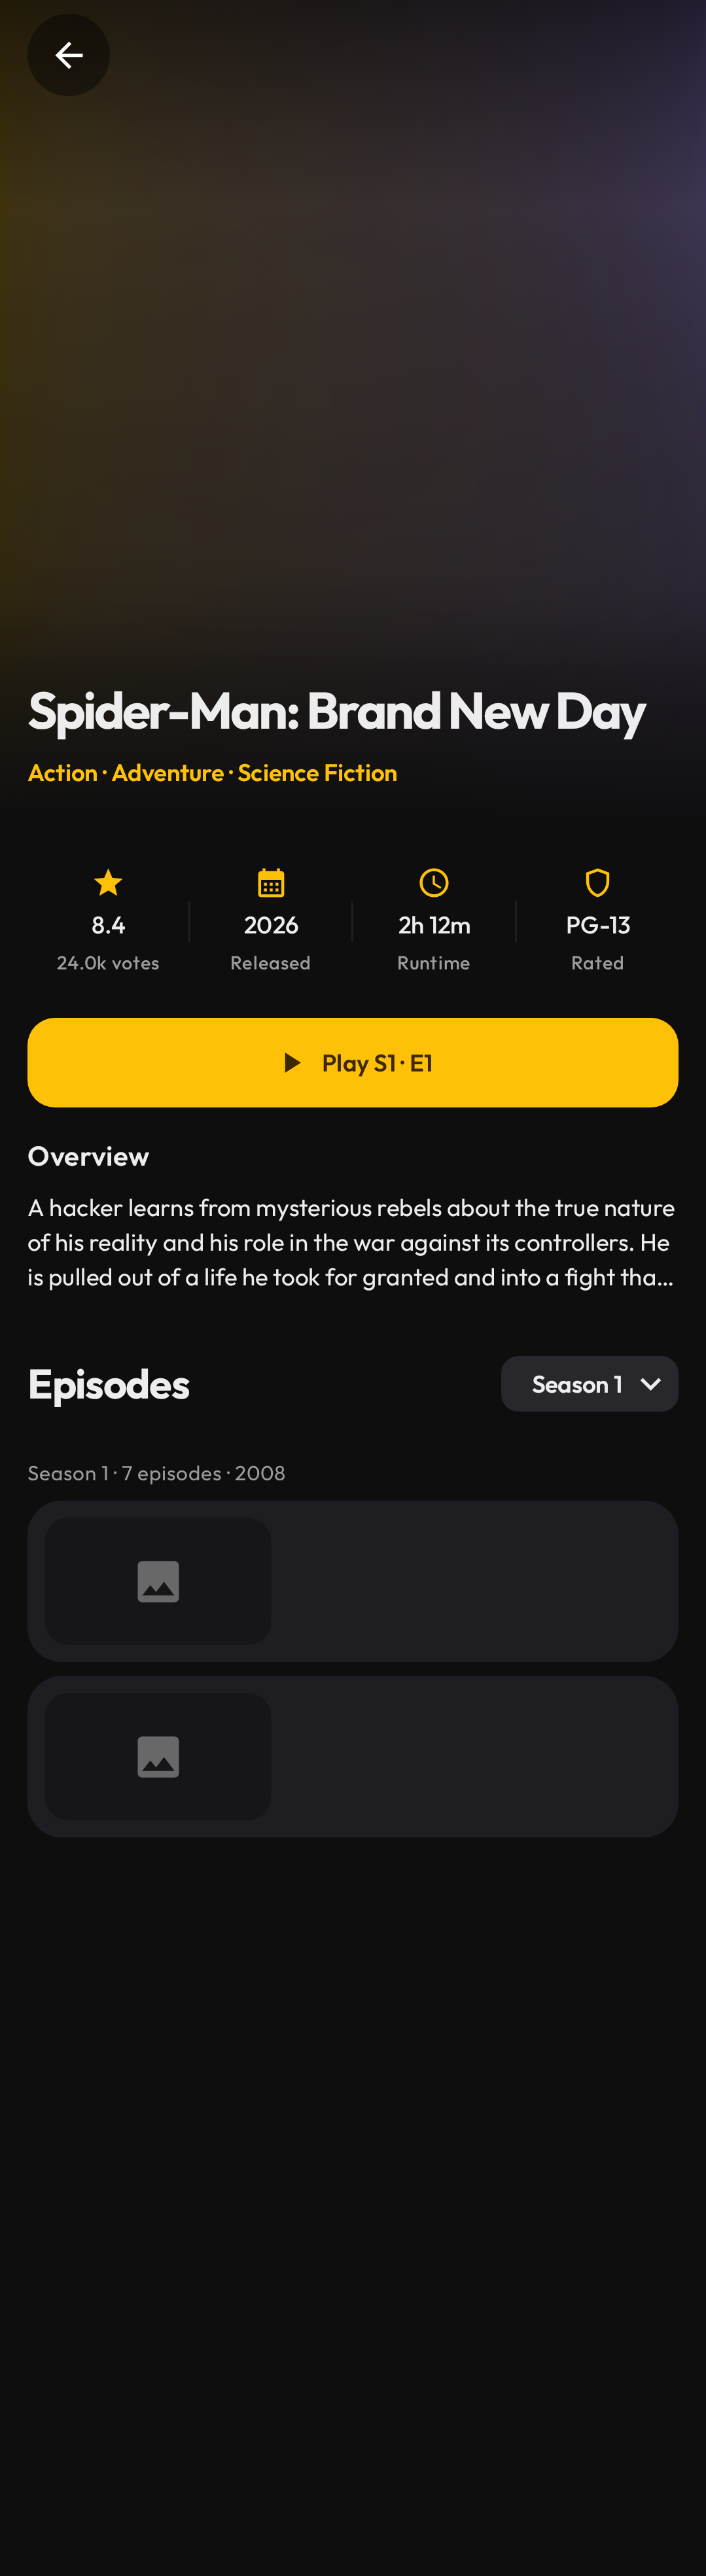 Spider-Man: Brand New Day
Action · Adventure · Science Fiction
8.4
24.0k votes
2026
Released
2h 12m
Runtime
PG-13
Rated
Play S1 · E1
Overview
A hacker learns from mysterious rebels about the true nature
of his reality and his role in the war against its controllers. He
is pulled out of a life he took for granted and into a fight tha...
Episodes
Season 1
Season 1 · 7 episodes · 2008